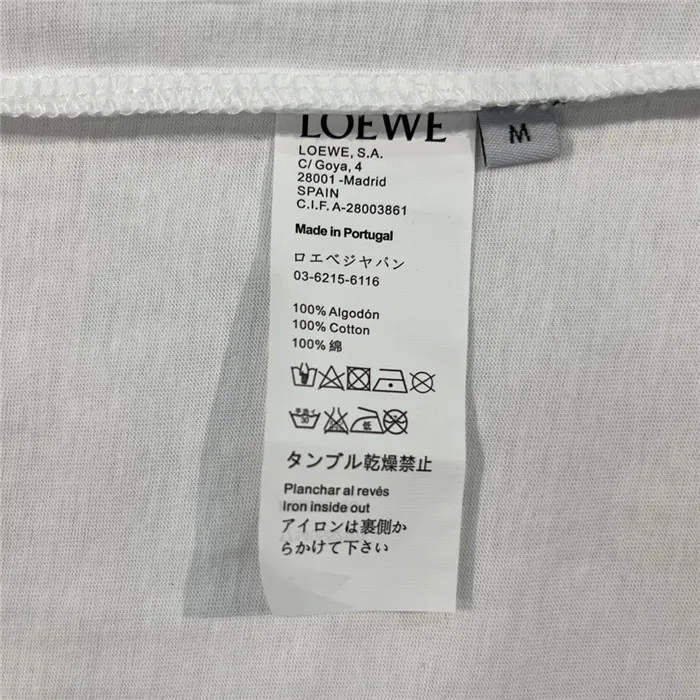 LOEWE
M
LOEWE, S.A.
C/ Goya, 4
28001 -Madrid
SPAIN
C.I.F. A-28003861
Made in Portugal
ロエベジャパン
03-6215-6116
100% Algodón
100% Cotton
100% 綿
低
タンブル乾燥禁止
Planchar al revés
Iron inside out
アイロンは裏側か
らかけて下さい